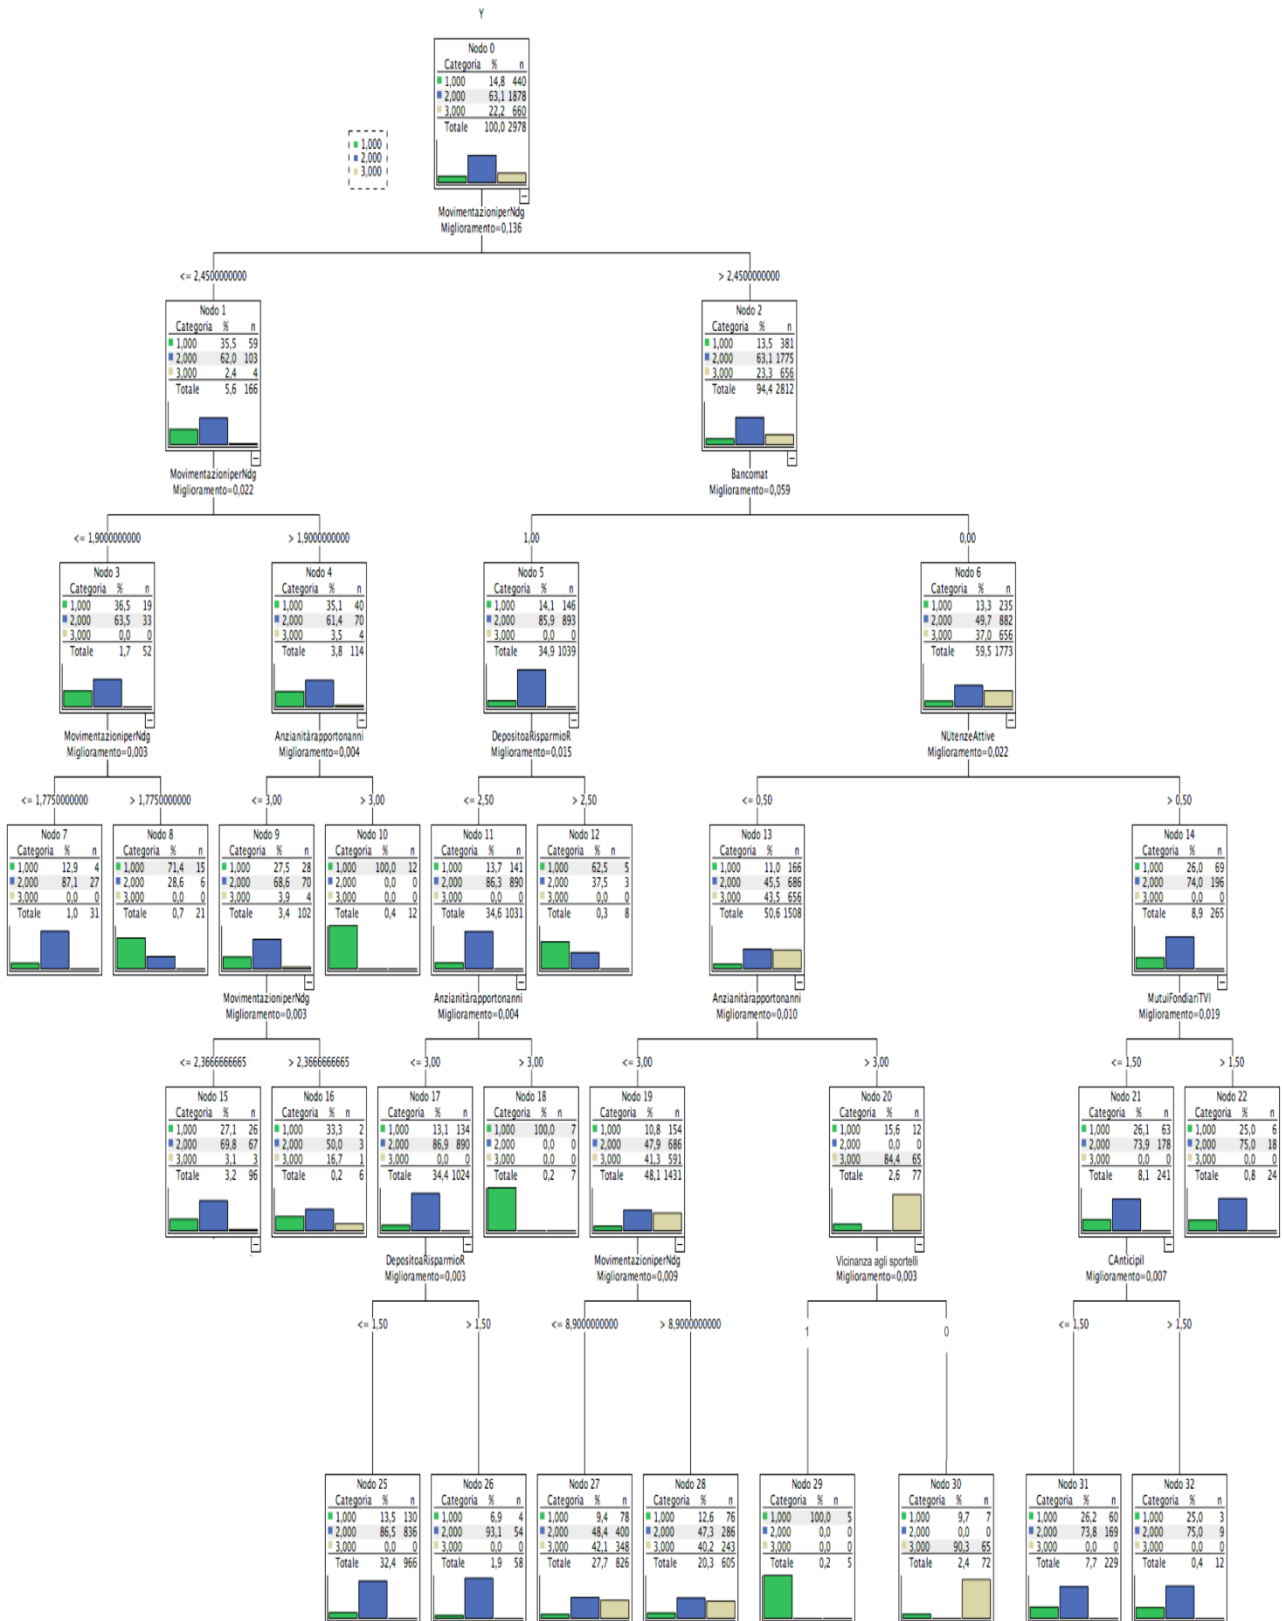 Y
Nodo 0
Categoria % n
1,000 14,8 440
2,000 63,1 1878
3,000 22,2 660
Totale 100,0 2978
1,000
2,000
3,000
MovimentazioniperNdg
Miglioramento=0,136
<= 2,4500000000
> 2,4500000000
Nodo 1
Categoria % n
1,000 35,5 59
2,000 62,0 103
3,000 2,4 4
Totale 5,6 166
Nodo 2
Categoria % n
1,000 13,5 381
2,000 63,1 1775
3,000 23,3 656
Totale 94,4 2812
MovimentazioniperNdg
Miglioramento=0,022
Bancomat
Miglioramento=0,059
<= 1,9000000000
> 1,9000000000
1,00
0,00
Nodo 3
Categoria % n
1,000 36,5 19
2,000 63,5 33
3,000 0,0 0
Totale 1,7 52
Nodo 4
Categoria % n
1,000 35,1 40
2,000 61,4 70
3,000 3,5 4
Totale 3,8 114
Nodo 5
Categoria % n
1,000 14,1 146
2,000 85,9 893
3,000 0,0 0
Totale 34,9 1039
Nodo 6
Categoria % n
1,000 13,3 235
2,000 49,7 882
3,000 37,0 656
Totale 59,5 1773
MovimentazioniperNdg
Miglioramento=0,003
Anzianitàrapportonanni
Miglioramento=0,004
DepositoaRisparmioR
Miglioramento=0,015
NUtenzeAttive
Miglioramento=0,022
<= 1,7750000000
> 1,7750000000
<= 3,00
> 3,00
<= 2,50
> 2,50
<= 0,50
> 0,50
Nodo 7
Categoria % n
1,000 12,9 4
2,000 87,1 27
3,000 0,0 0
Totale 1,0 31
Nodo 8
Categoria % n
1,000 71,4 15
2,000 28,6 6
3,000 0,0 0
Totale 0,7 21
Nodo 9
Categoria % n
1,000 27,5 28
2,000 68,6 70
3,000 3,9 4
Totale 3,4 102
Nodo 10
Categoria % n
1,000 100,0 12
2,000 0,0 0
3,000 0,0 0
Totale 0,4 12
Nodo 11
Categoria % n
1,000 13,7 141
2,000 86,3 890
3,000 0,0 0
Totale 34,6 1031
Nodo 12
Categoria % n
1,000 62,5 5
2,000 37,5 3
3,000 0,0 0
Totale 0,3 8
Nodo 13
Categoria % n
1,000 11,0 166
2,000 45,5 686
3,000 43,5 656
Totale 50,6 1508
Nodo 14
Categoria % n
1,000 26,0 69
2,000 74,0 196
3,000 0,0 0
Totale 8,9 265
MovimentazioniperNdg
Miglioramento=0,003
Anzianitàrapportonanni
Miglioramento=0,004
Anzianitàrapportonanni
Miglioramento=0,010
MutuiFondiariTVI
Miglioramento=0,019
<= 2,3666666665
> 2,3666666665
<= 3,00
> 3,00
<= 3,00
> 3,00
<= 1,50
> 1,50
Nodo 15
Categoria % n
1,000 27,1 26
2,000 69,8 67
3,000 3,1 3
Totale 3,2 96
Nodo 16
Categoria % n
1,000 33,3 2
2,000 50,0 3
3,000 16,7 1
Totale 0,2 6
Nodo 17
Categoria % n
1,000 13,1 134
2,000 86,9 890
3,000 0,0 0
Totale 34,4 1024
Nodo 18
Categoria % n
1,000 100,0 7
2,000 0,0 0
3,000 0,0 0
Totale 0,2 7
Nodo 19
Categoria % n
1,000 10,8 154
2,000 47,9 686
3,000 41,3 591
Totale 48,1 1431
Nodo 20
Categoria % n
1,000 15,6 12
2,000 0,0 0
3,000 84,4 65
Totale 2,6 77
Nodo 21
Categoria % n
1,000 26,1 63
2,000 73,9 178
3,000 0,0 0
Totale 8,1 241
Nodo 22
Categoria % n
1,000 25,0 6
2,000 75,0 18
3,000 0,0 0
Totale 0,8 24
DepositoaRisparmioR
Miglioramento=0,003
MovimentazioniperNdg
Miglioramento=0,009
Vicinanza agli sportelli
Miglioramento=0,003
CAnticipiI
Miglioramento=0,007
<= 1,50
> 1,50
<= 8,9000000000
> 8,9000000000
1
0
<= 1,50
> 1,50
Nodo 25
Categoria % n
1,000 13,5 130
2,000 86,5 836
3,000 0,0 0
Totale 32,4 966
Nodo 26
Categoria % n
1,000 6,9 4
2,000 93,1 54
3,000 0,0 0
Totale 1,9 58
Nodo 27
Categoria % n
1,000 9,4 78
2,000 48,4 400
3,000 42,1 348
Totale 27,7 826
Nodo 28
Categoria % n
1,000 12,6 76
2,000 47,3 286
3,000 40,2 243
Totale 20,3 605
Nodo 29
Categoria % n
1,000 100,0 5
2,000 0,0 0
3,000 0,0 0
Totale 0,2 5
Nodo 30
Categoria % n
1,000 9,7 7
2,000 0,0 0
3,000 90,3 65
Totale 2,4 72
Nodo 31
Categoria % n
1,000 26,2 60
2,000 73,8 169
3,000 0,0 0
Totale 7,7 229
Nodo 32
Categoria % n
1,000 25,0 3
2,000 75,0 9
3,000 0,0 0
Totale 0,4 12